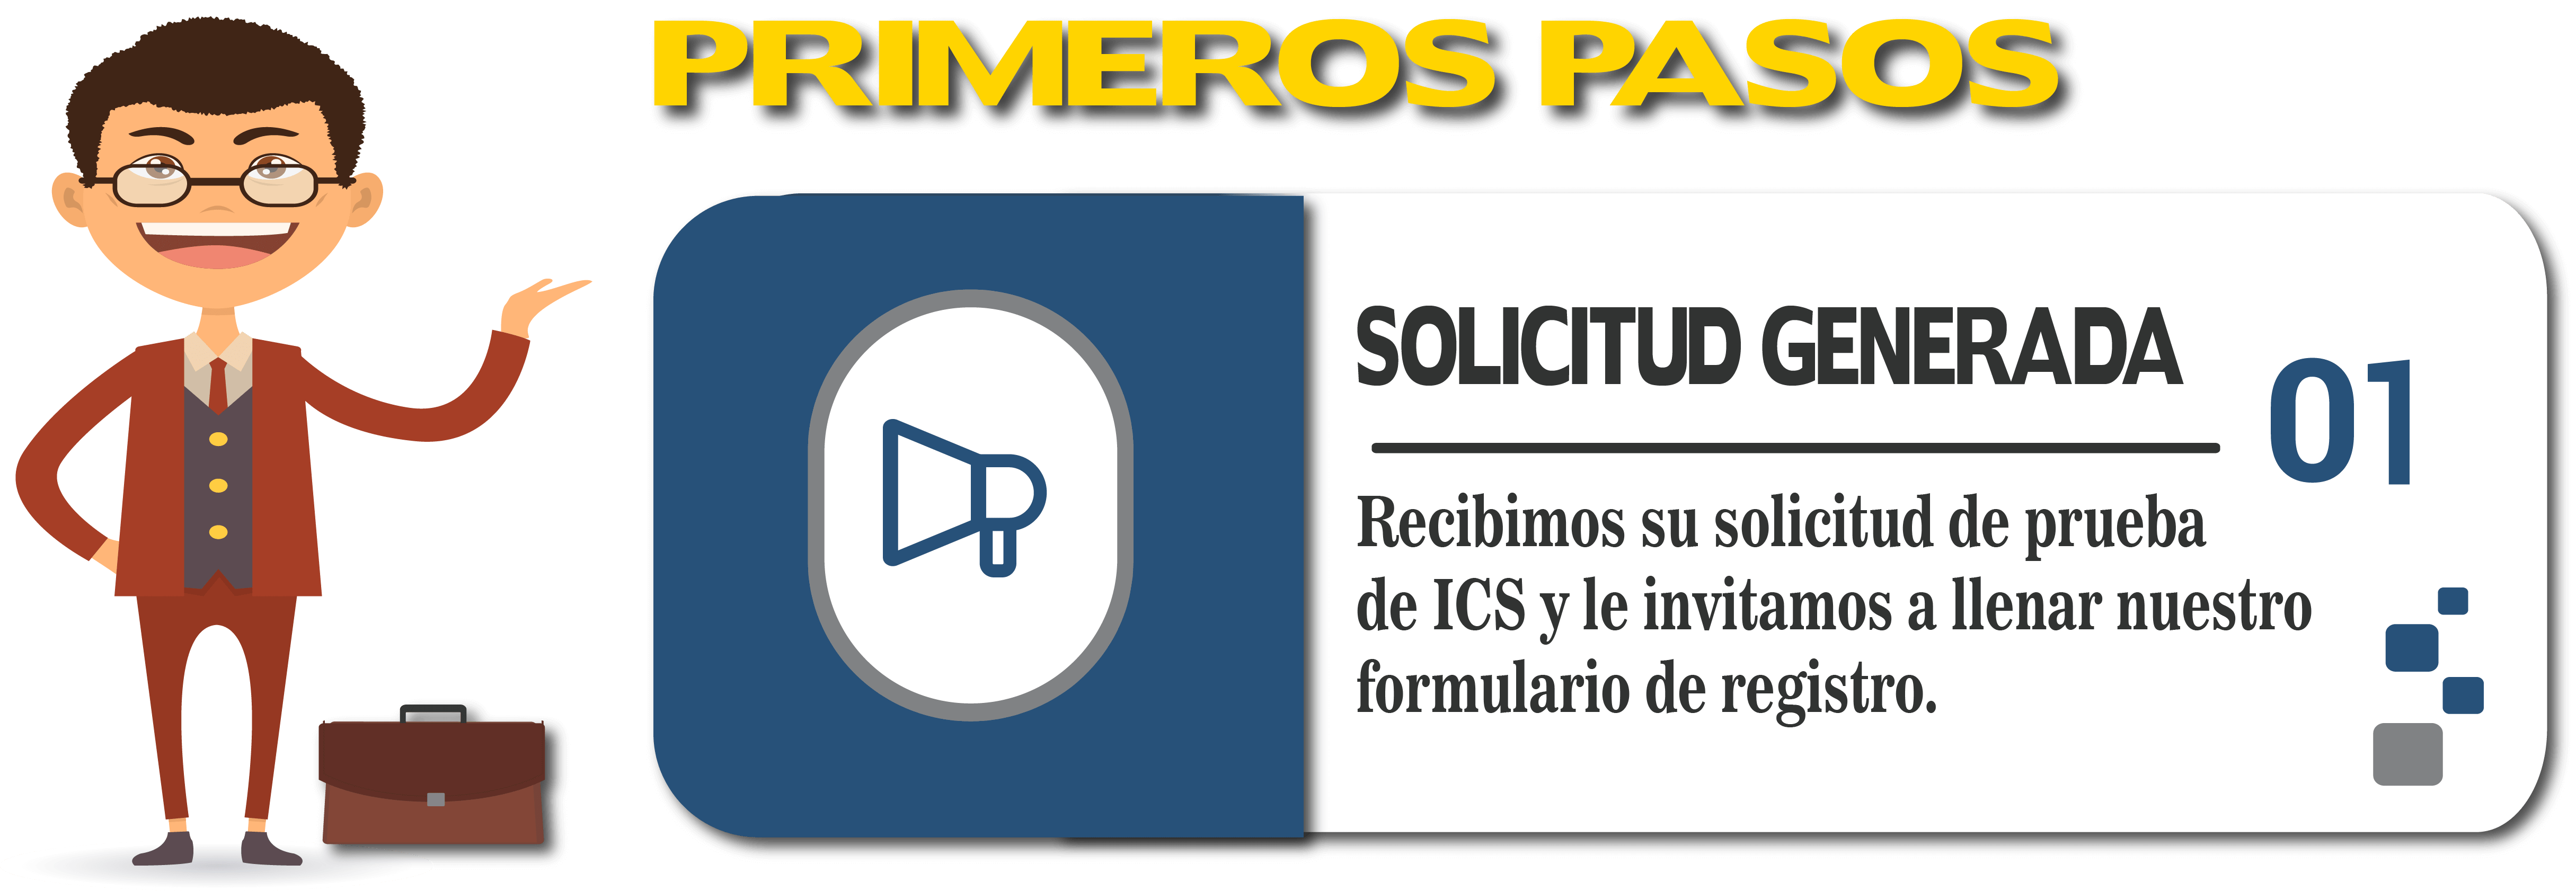 PRIMEROS PASOS
SOLICITUD GENERADA
01
Recibimos su solicitud de prueba
de ICS y le invitamos a llenar nuestro
formulario de registro.